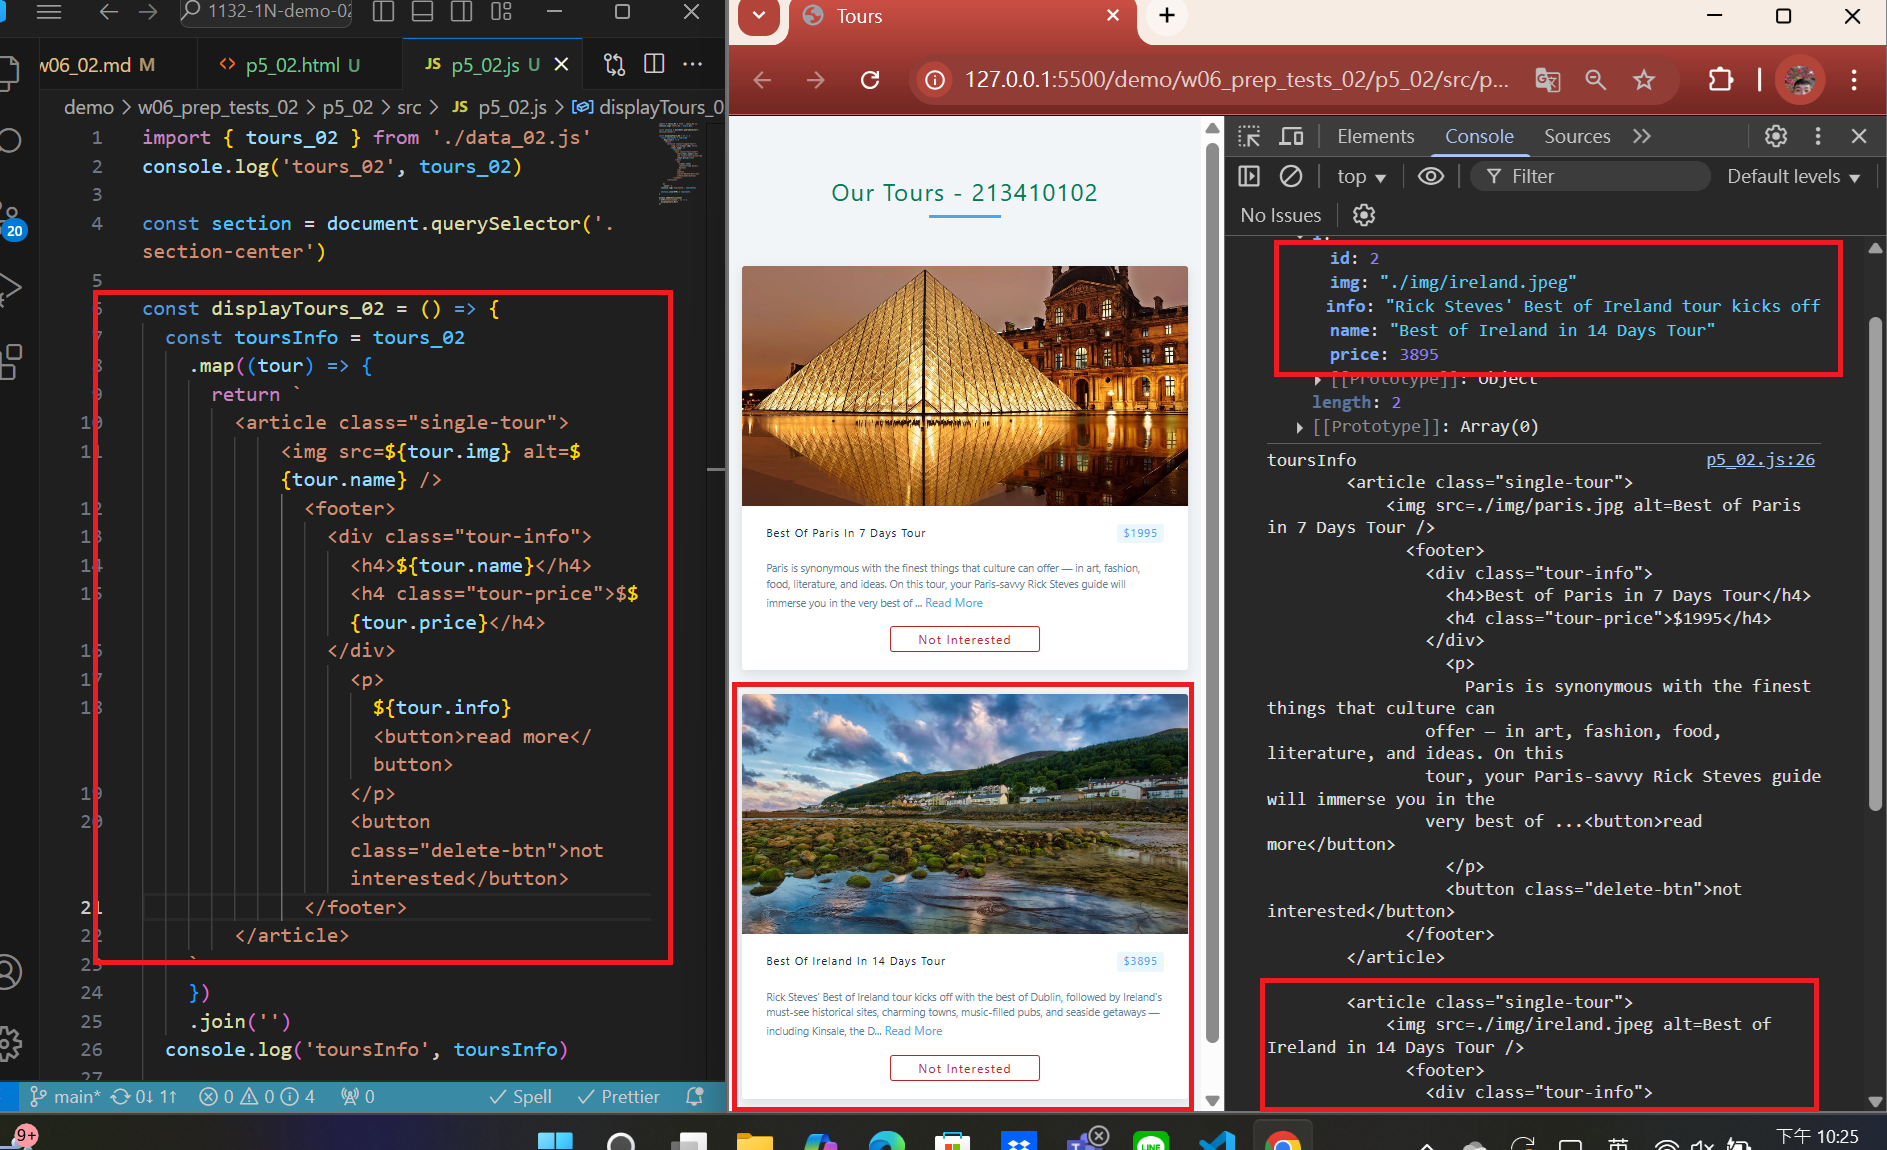 1132-1N-demo-02
w06_02.md M
<> p5_02.html U
JS p5_02.js U
demo > w06_prep_tests_02 > p5_02 > src > JS p5_02.js > displayTours_0
1 import { tours_02 } from './data_02.js'
2 console.log('tours_02', tours_02)
3
4 const section = document.querySelector('.
section-center')
5
6 const displayTours_02 = () => {
7 const toursInfo = tours_02
8 .map((tour) => {
9 return `
10 <article class="single-tour">
11 <img src=${tour.img} alt=$
{tour.name} />
12 <footer>
13 <div class="tour-info">
14 <h4>${tour.name}</h4>
15 <h4 class="tour-price">$$
{tour.price}</h4>
16 </div>
17 <p>
18 ${tour.info}
<button>read more</
button>
19 </p>
20 <button
class="delete-btn">not
interested</button>
21 </footer>
22 </article>
23 `
24 })
25 .join('')
26 console.log('toursInfo', toursInfo)
27
20
main* 0↓ 1↑ 0 0 4 0 Spell Prettier
Tours
127.0.0.1:5500/demo/w06_prep_tests_02/p5_02/src/p...
Our Tours - 213410102
Best Of Paris In 7 Days Tour
$1995
Paris is synonymous with the finest things that culture can offer — in art, fashion,
food, literature, and ideas. On this tour, your Paris-savvy Rick Steves guide will
immerse you in the very best of ... Read More
Not Interested
Best Of Ireland In 14 Days Tour
$3895
Rick Steves' Best of Ireland tour kicks off with the best of Dublin, followed by Ireland's
must-see historical sites, charming towns, music-filled pubs, and seaside getaways —
including Kinsale, the D... Read More
Not Interested
Elements Console Sources
top Filter Default levels
No Issues
1:
id: 2
img: "./img/ireland.jpeg"
info: "Rick Steves' Best of Ireland tour kicks off
name: "Best of Ireland in 14 Days Tour"
price: 3895
[[Prototype]]: Object
length: 2
[[Prototype]]: Array(0)
toursInfo p5_02.js:26
<article class="single-tour">
<img src=./img/paris.jpg alt=Best of Paris
in 7 Days Tour />
<footer>
<div class="tour-info">
<h4>Best of Paris in 7 Days Tour</h4>
<h4 class="tour-price">$1995</h4>
</div>
<p>
Paris is synonymous with the finest
things that culture can
offer — in art, fashion, food,
literature, and ideas. On this
tour, your Paris-savvy Rick Steves guide
will immerse you in the
very best of ...<button>read
more</button>
</p>
<button class="delete-btn">not
interested</button>
</footer>
</article>
<article class="single-tour">
<img src=./img/ireland.jpeg alt=Best of
Ireland in 14 Days Tour />
<footer>
<div class="tour-info">
9+
LINE
英
下午 10:25